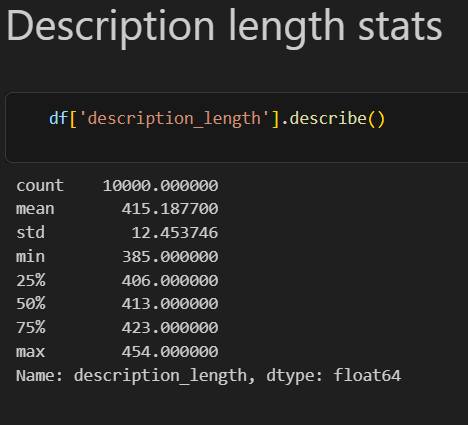 Description length stats
df['description_length'].describe()
count    10000.000000
mean       415.187700
std         12.453746
min        385.000000
25%        406.000000
50%        413.000000
75%        423.000000
max        454.000000
Name: description_length, dtype: float64